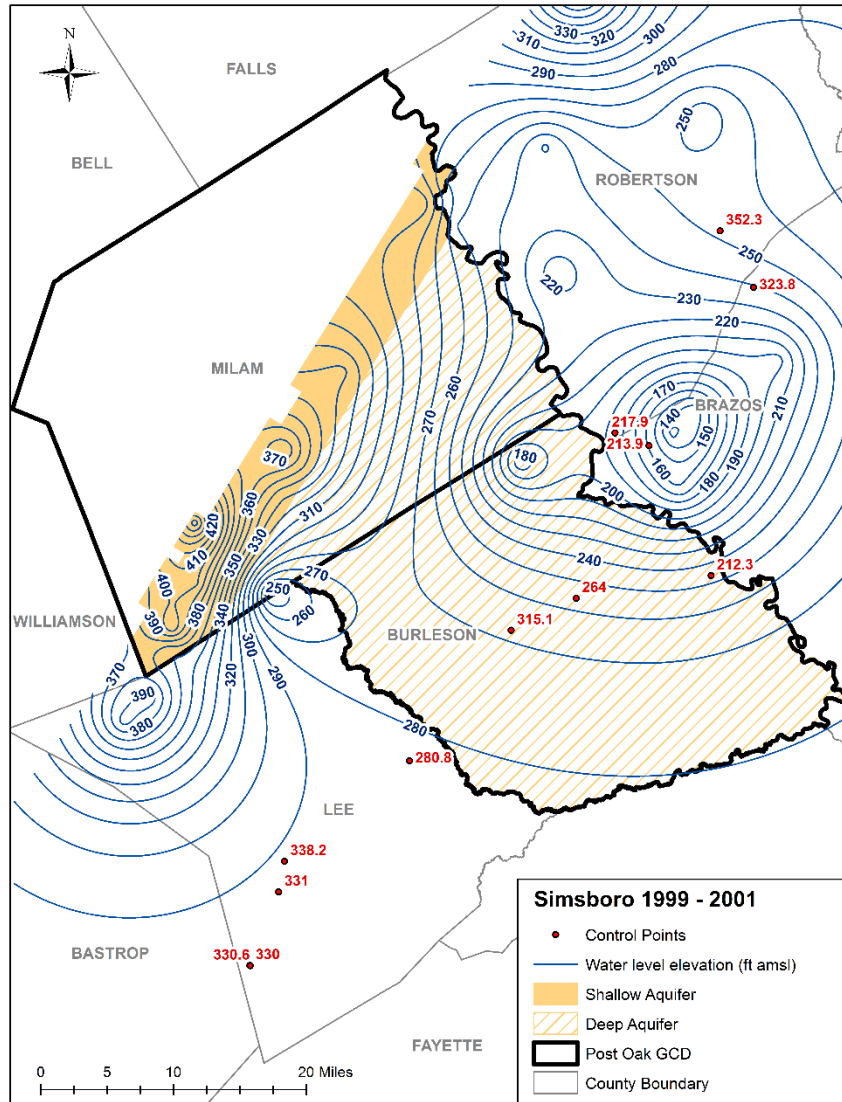 330
320
310
300
290
280
N
FALLS
250
BELL
ROBERTSON
352.3
250
323.8
220
230
220
MILAM
260
210
270
170
BRAZOS
140
217.9
150
213.9
370
180
160
190
360
180
420
310
200
330
410
350
240
400
270
212.3
380
250
264
390
340
260
WILLIAMSON
BURLESON
315.1
300
370
320
290
390
280
380
280.8
LEE
338.2
331
BASTROP
330.6 330
FAYETTE
0 5 10 20 Miles
Simsboro 1999 - 2001
Control Points
Water level elevation (ft amsl)
Shallow Aquifer
Deep Aquifer
Post Oak GCD
County Boundary